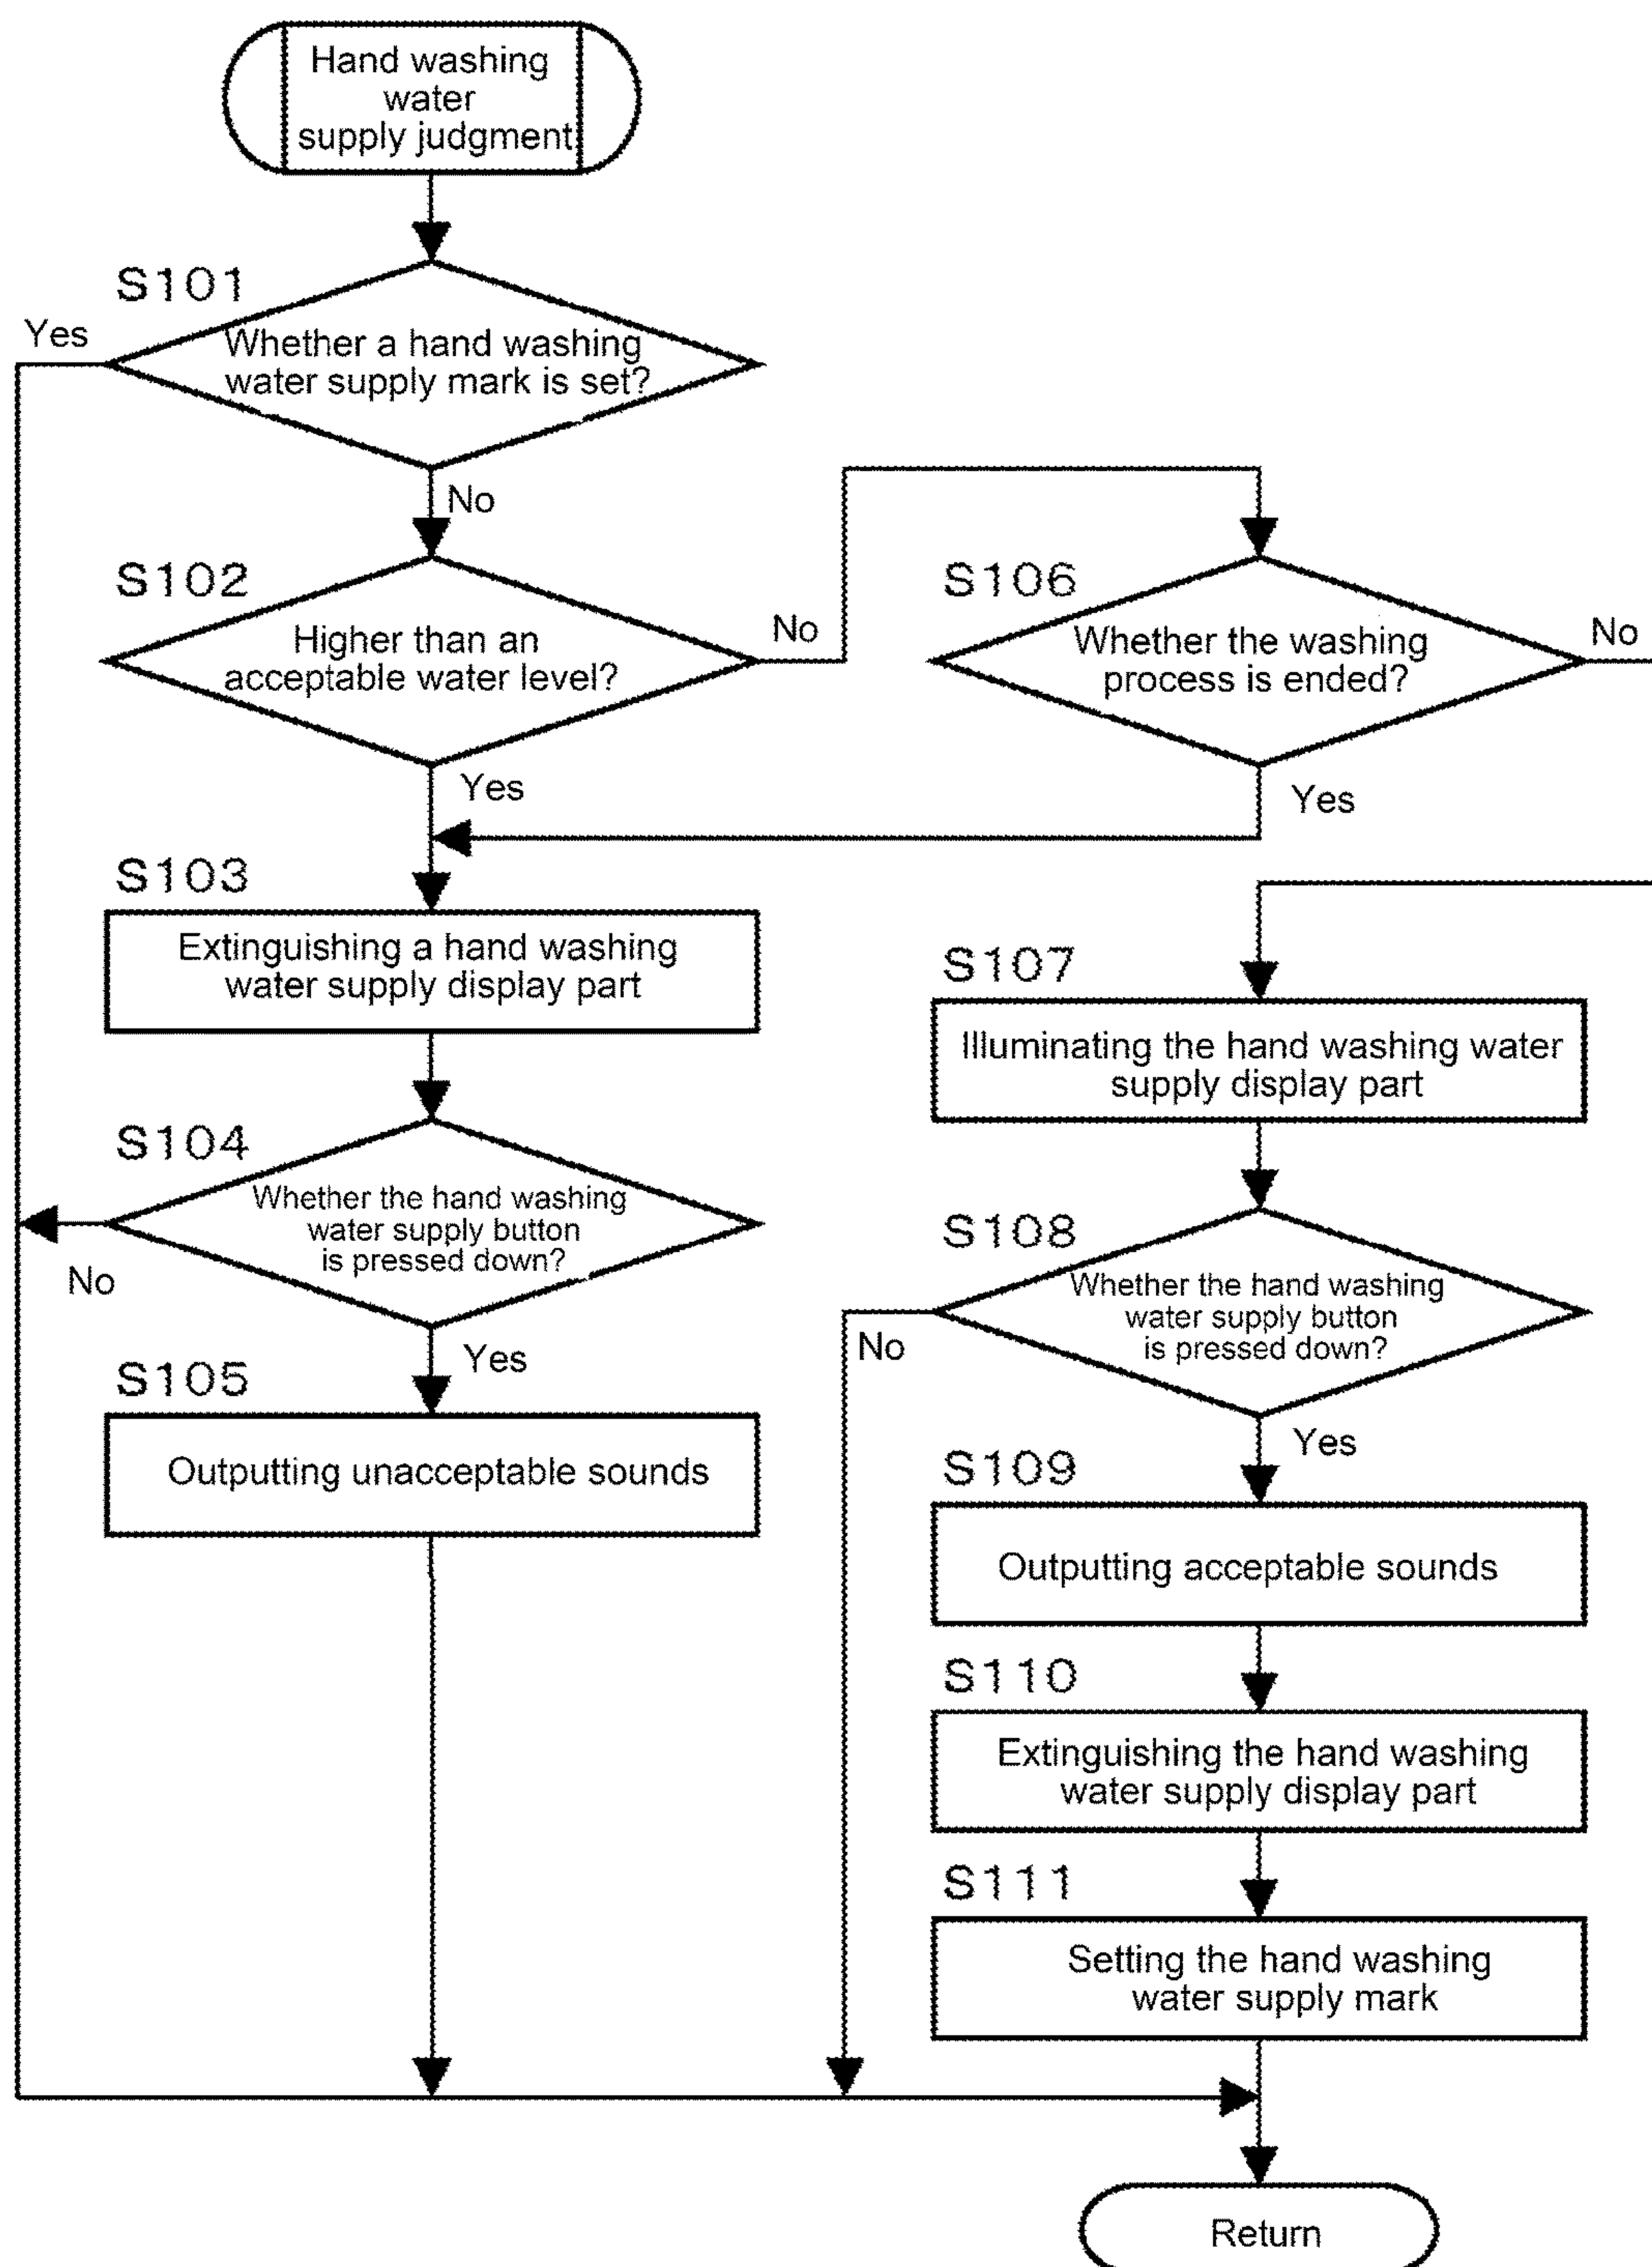 Hand washing
water
supply judgment
S101
Yes
Whether a hand washing
water supply mark is set?
No
S102
Higher than an
acceptable water level?
No
Yes
S106
Whether the washing
process is ended?
No
Yes
S103
Extinguishing a hand washing
water supply display part
S104
Whether the hand washing
water supply button
is pressed down?
No
Yes
S105
Outputting unacceptable sounds
S107
Illuminating the hand washing water
supply display part
S108
Whether the hand washing
water supply button
is pressed down?
No
Yes
S109
Outputting acceptable sounds
S110
Extinguishing the hand washing
water supply display part
S111
Setting the hand washing
water supply mark
Return